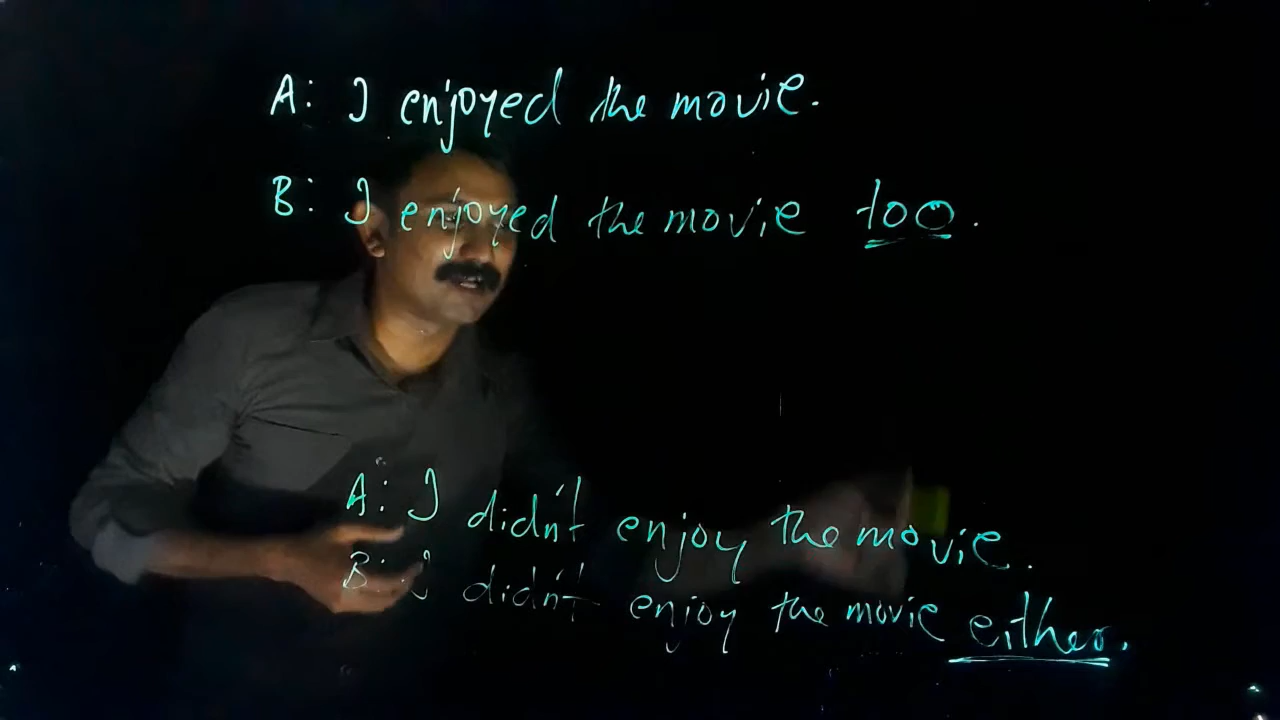 A: I enjoyed the movie.
B: I enjoyed the movie too.
A: I didn't enjoy the movie.
B: I didn't enjoy the movie either.